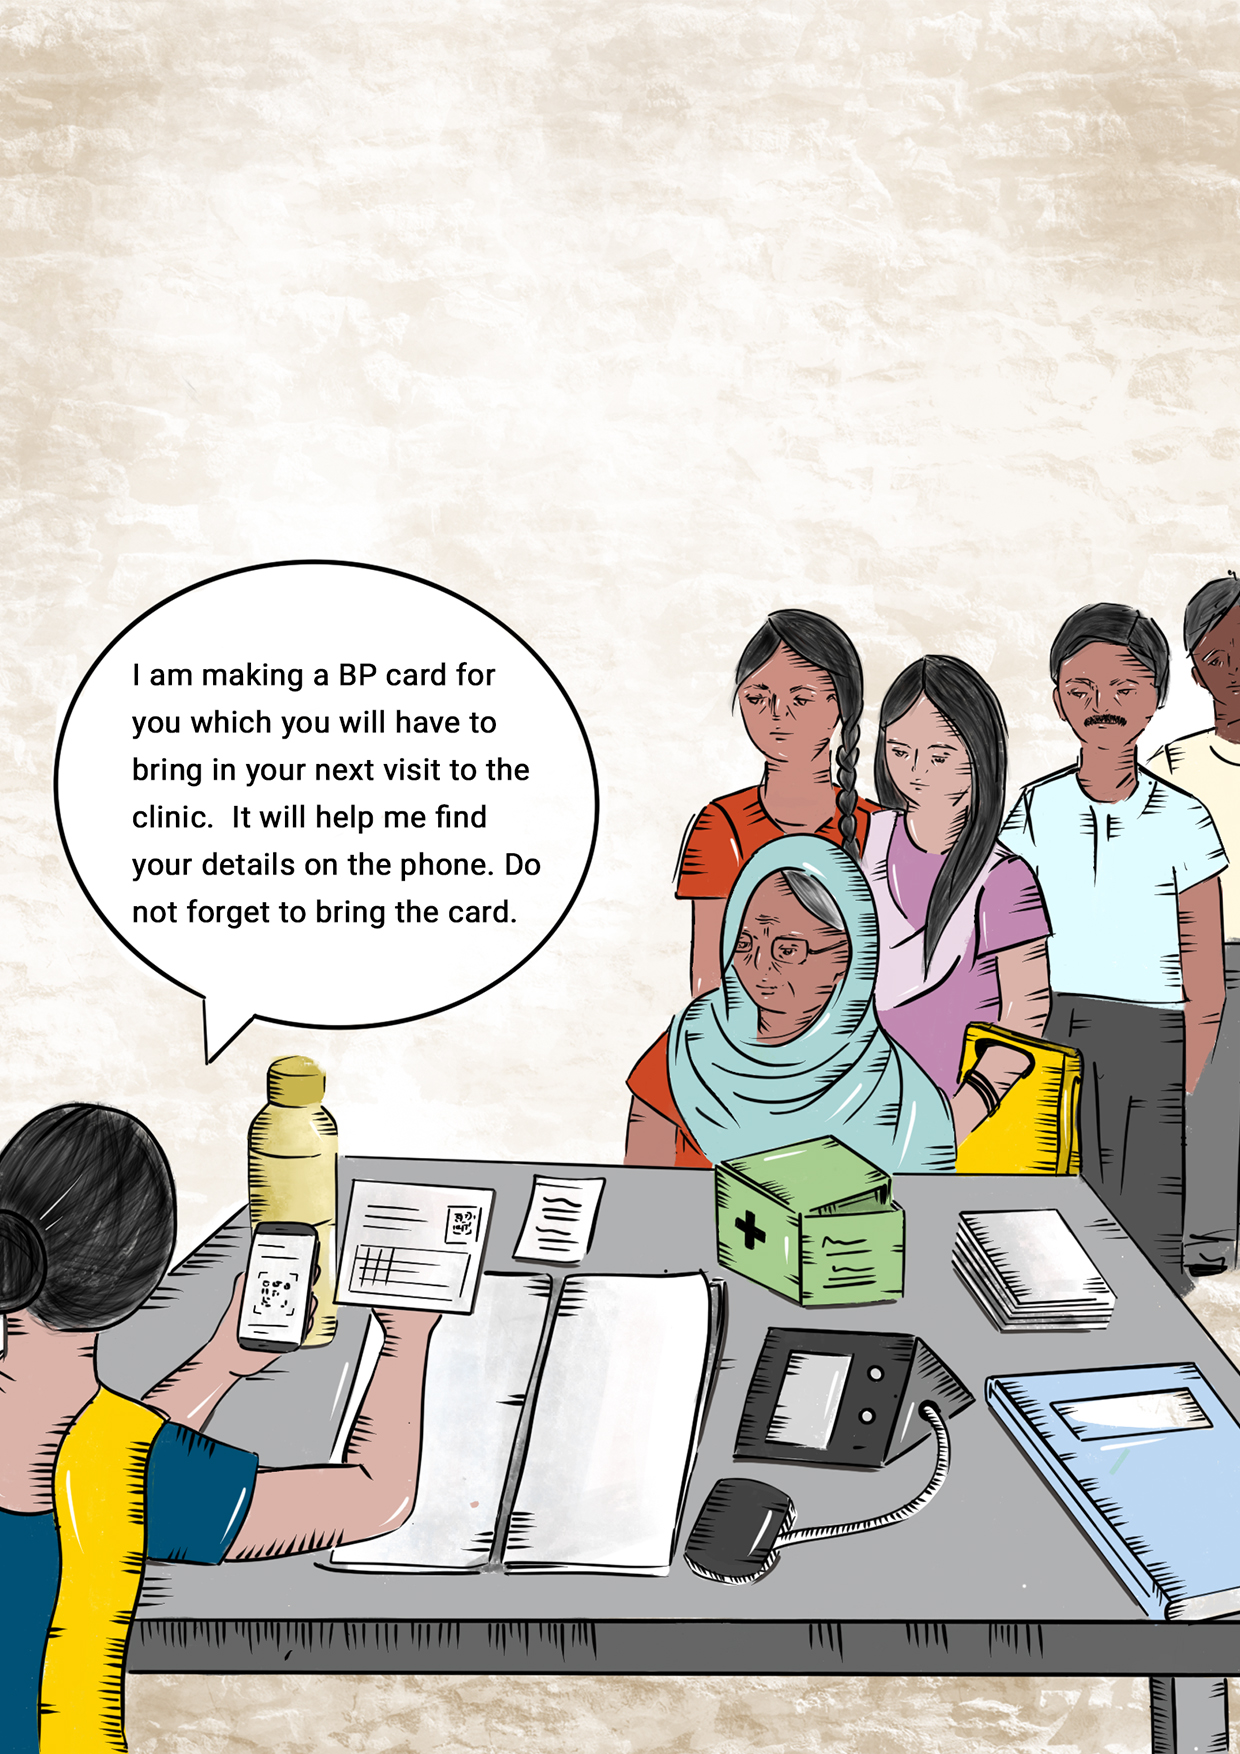 I am making a BP card for
you which you will have to
bring in your next visit to the
clinic.  It will help me find
your details on the phone. Do
not forget to bring the card.